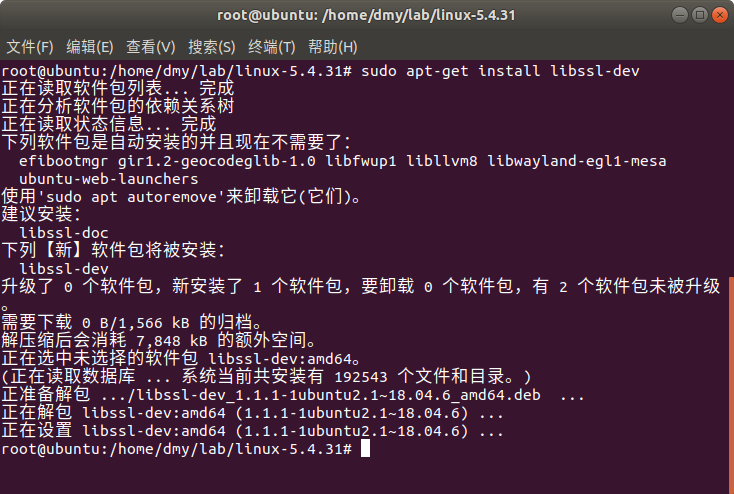 root@ubuntu: /home/dmy/lab/linux-5.4.31
文件(F) 编辑(E) 查看(V) 搜索(S) 终端(T) 帮助(H)
root@ubuntu:/home/dmy/lab/linux-5.4.31# sudo apt-get install libssl-dev
正在读取软件包列表... 完成
正在分析软件包的依赖关系树
正在读取状态信息... 完成
下列软件包是自动安装的并且现在不需要了：
  efibootmgr gir1.2-geocodeglib-1.0 libfwup1 libllvm8 libwayland-egl1-mesa
  ubuntu-web-launchers
使用'sudo apt autoremove'来卸载它(它们)。
建议安装：
  libssl-doc
下列【新】软件包将被安装：
  libssl-dev
升级了 0 个软件包，新安装了 1 个软件包，要卸载 0 个软件包，有 2 个软件包未被升级
。
需要下载 0 B/1,566 kB 的归档。
解压缩后会消耗 7,848 kB 的额外空间。
正在选中未选择的软件包 libssl-dev:amd64。
(正在读取数据库 ... 系统当前共安装有 192543 个文件和目录。)
正准备解包 .../libssl-dev_1.1.1-1ubuntu2.1~18.04.6_amd64.deb  ...
正在解包 libssl-dev:amd64 (1.1.1-1ubuntu2.1~18.04.6) ...
正在设置 libssl-dev:amd64 (1.1.1-1ubuntu2.1~18.04.6) ...
root@ubuntu:/home/dmy/lab/linux-5.4.31#